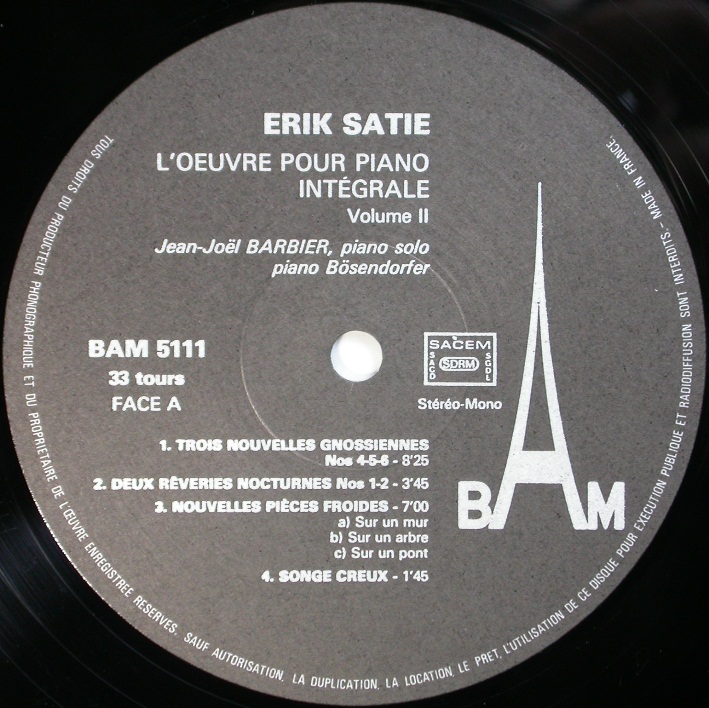 ERIK SATIE
L'OEUVRE POUR PIANO
INTÉGRALE
Volume II
Jean-Joël BARBIER, piano solo
piano Bösendorfer
BAM 5111
33 tours
FACE A
SACEM
SACD
SDRM
SGDL
Stéréo-Mono
1. TROIS NOUVELLES GNOSSIENNES
Nos 4-5-6 - 8'25
2. DEUX RÊVERIES NOCTURNES Nos 1-2 - 3'45
3. NOUVELLES PIÈCES FROIDES - 7'00
a) Sur un mur
b) Sur un arbre
c) Sur un pont
4. SONGE CREUX - 1'45
BAM
TOUS DROITS DU PRODUCTEUR PHONOGRAPHIQUE ET DU PROPRIETAIRE DE L'ŒUVRE ENREGISTREE RESERVES. SAUF AUTORISATION, LA DUPLICATION, LA LOCATION, LE PRET, L'UTILISATION DE CE DISQUE POUR EXECUTION PUBLIQUE ET RADIODIFFUSION SONT INTERDITS. - MADE IN FRANCE.